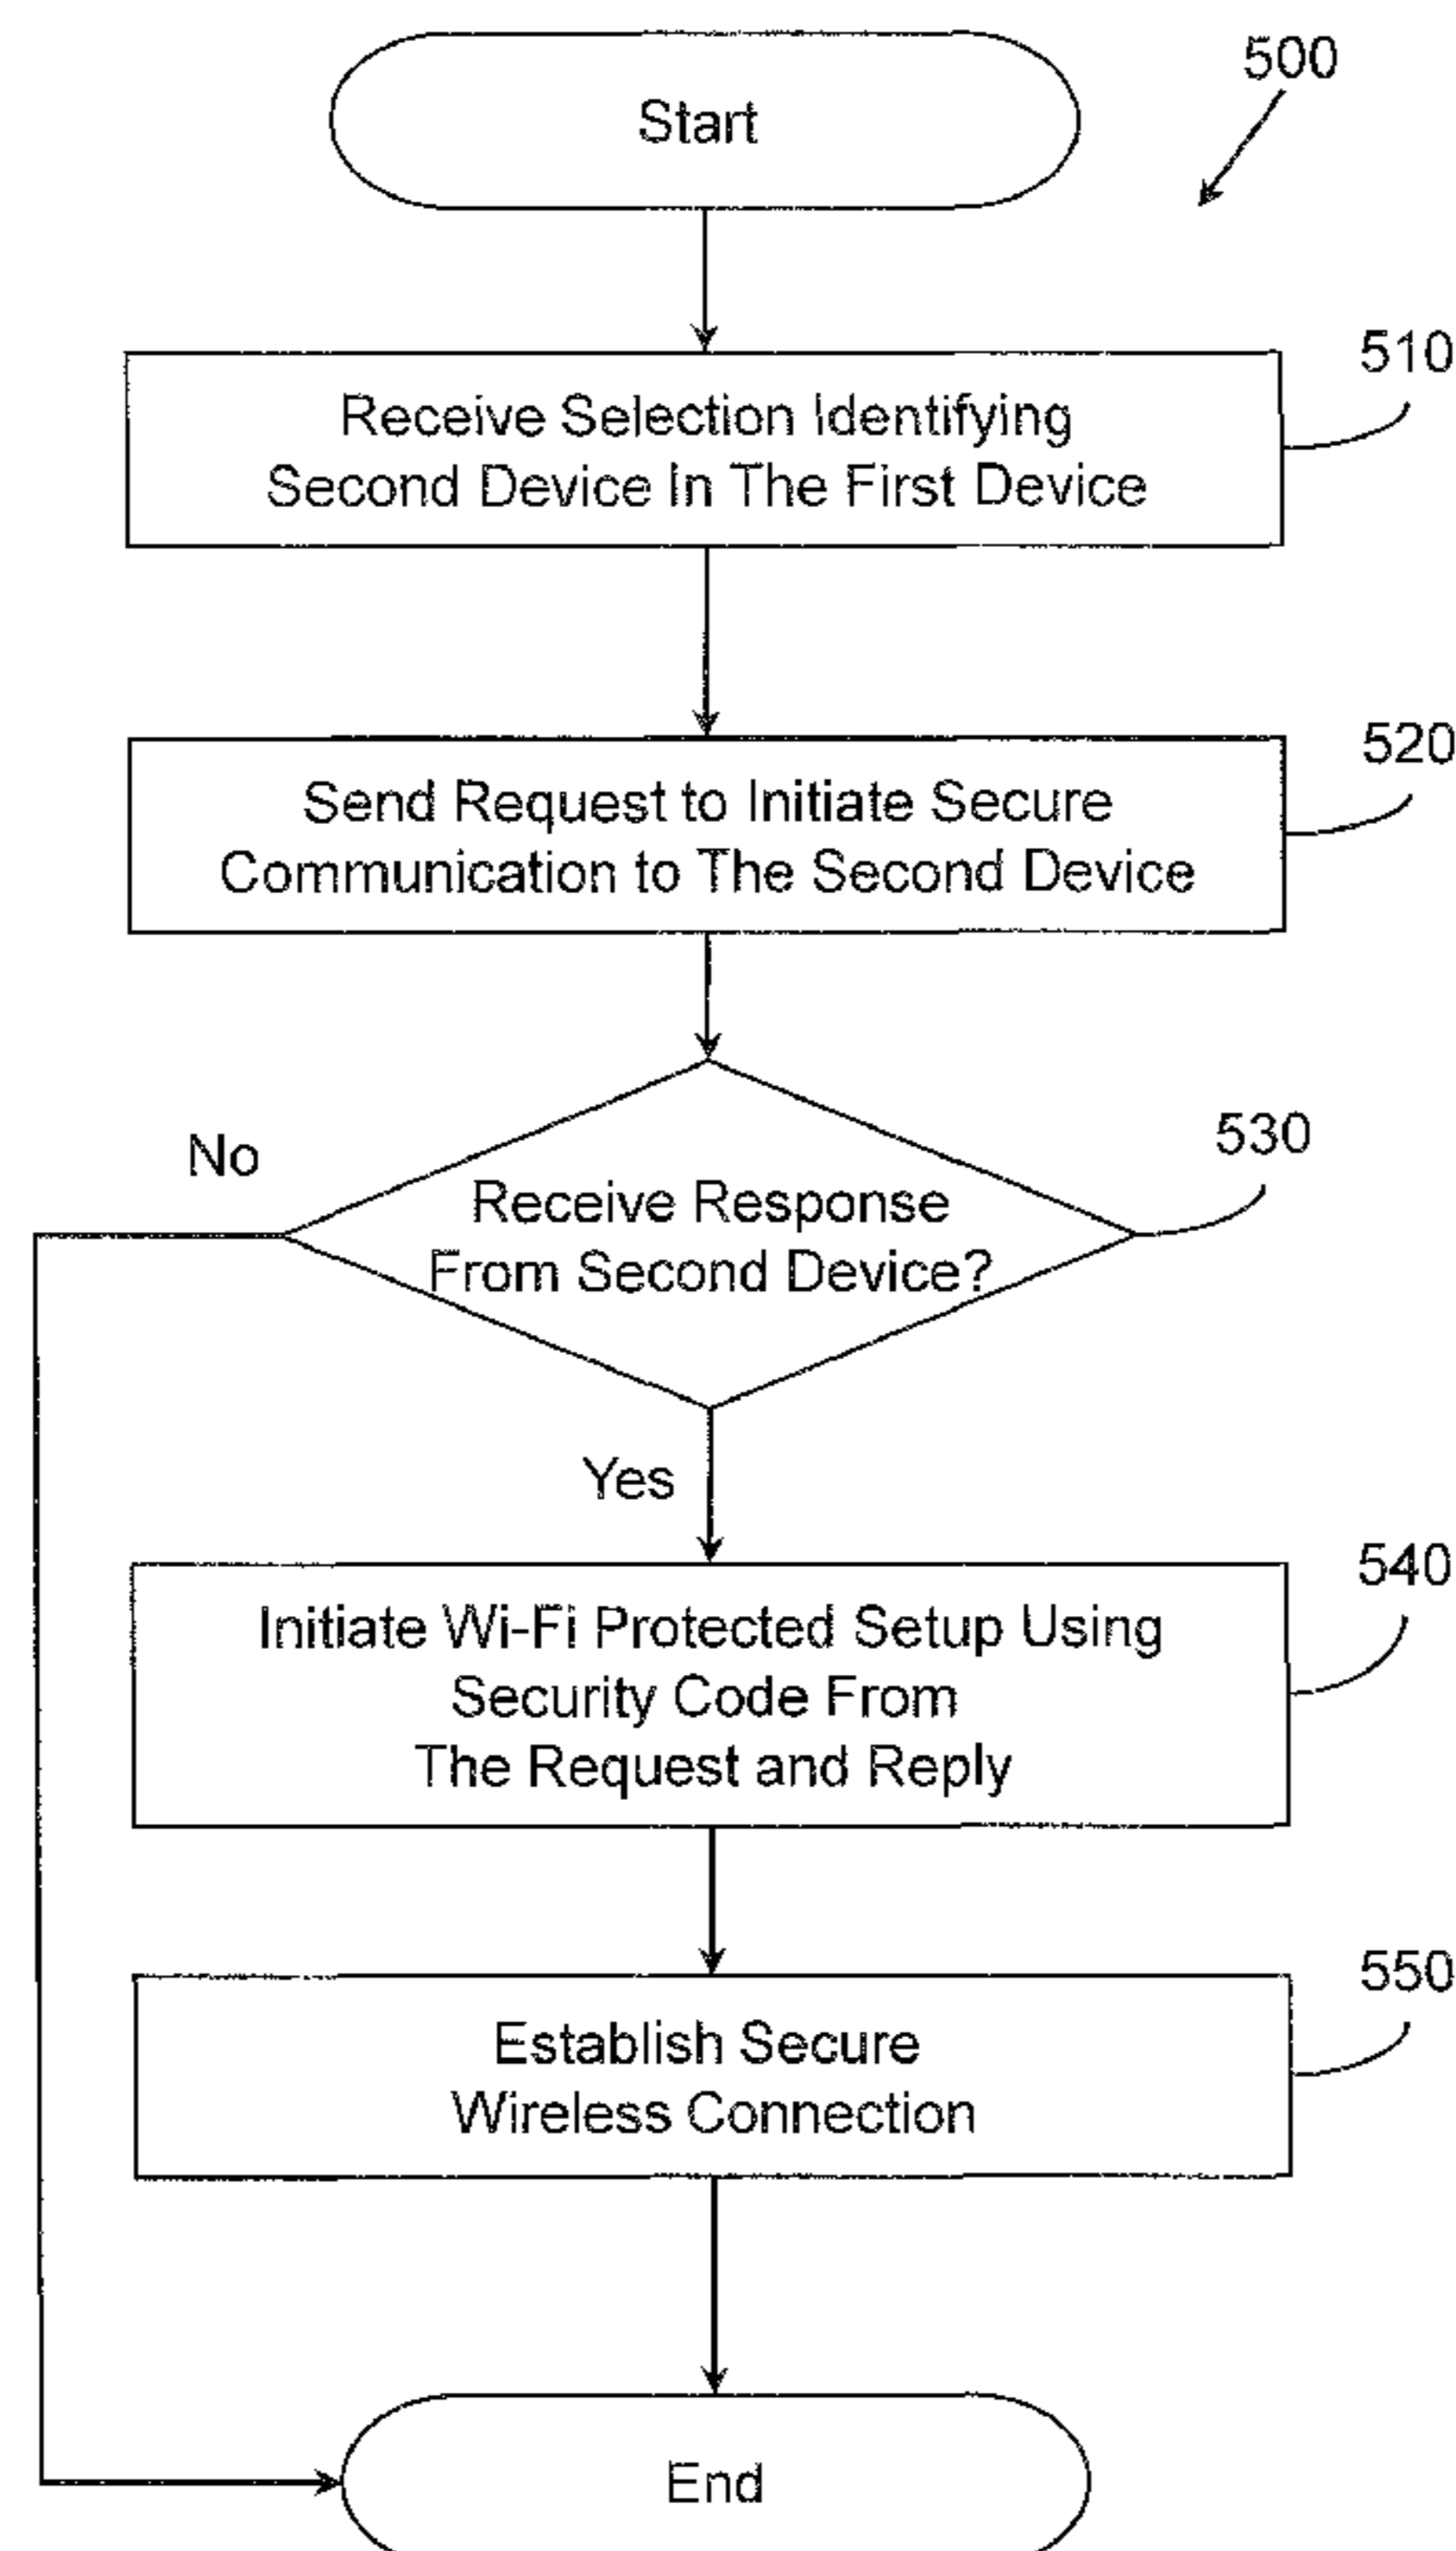 Start
500
Receive Selection Identifying
Second Device In The First Device
510
Send Request to Initiate Secure
Communication to The Second Device
520
No
Receive Response
From Second Device?
530
Yes
Initiate Wi-Fi Protected Setup Using
Security Code From
The Request and Reply
540
Establish Secure
Wireless Connection
550
End